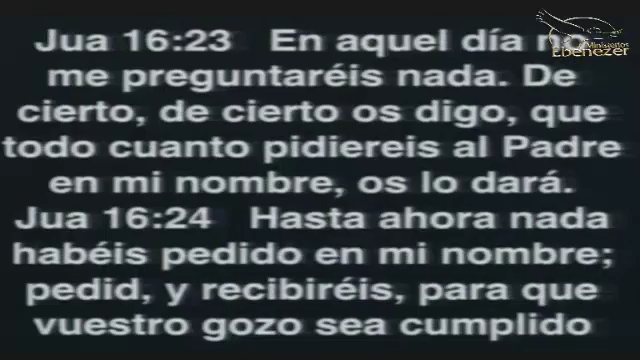 Jua 16:23 En aquel día no
me preguntaréis nada. De
cierto, de cierto os digo, que
todo cuanto pidiereis al Padre
en mi nombre, os lo dará.
Jua 16:24 Hasta ahora nada
habéis pedido en mi nombre;
pedid, y recibiréis, para que
vuestro gozo sea cumplido
Ministerios
Ebenezer